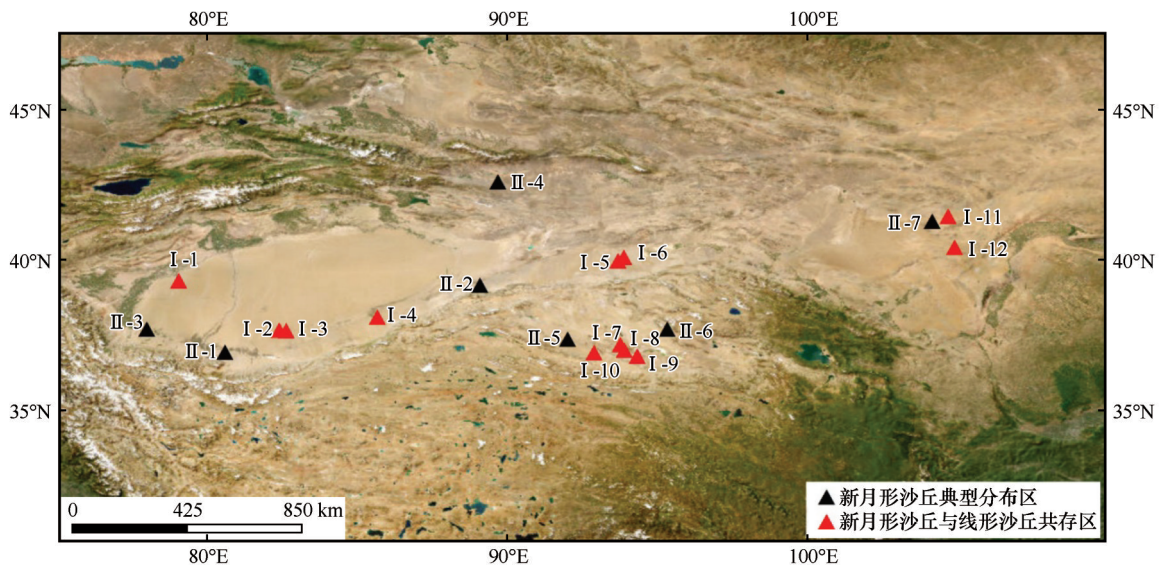 80°E 90°E 100°E
45°N 45°N
Ⅱ-4
Ⅱ-7 Ⅰ-11
Ⅰ-12
40°N Ⅰ-1 Ⅰ-5 Ⅰ-6 40°N
Ⅱ-2
Ⅱ-3 Ⅰ-2 Ⅰ-3 Ⅰ-4
Ⅱ-1 Ⅱ-5 Ⅰ-7 Ⅰ-8 Ⅱ-6
Ⅰ-10 Ⅰ-9
35°N 35°N
0 425 850 km
新月形沙丘典型分布区
新月形沙丘与线形沙丘共存区
80°E 90°E 100°E